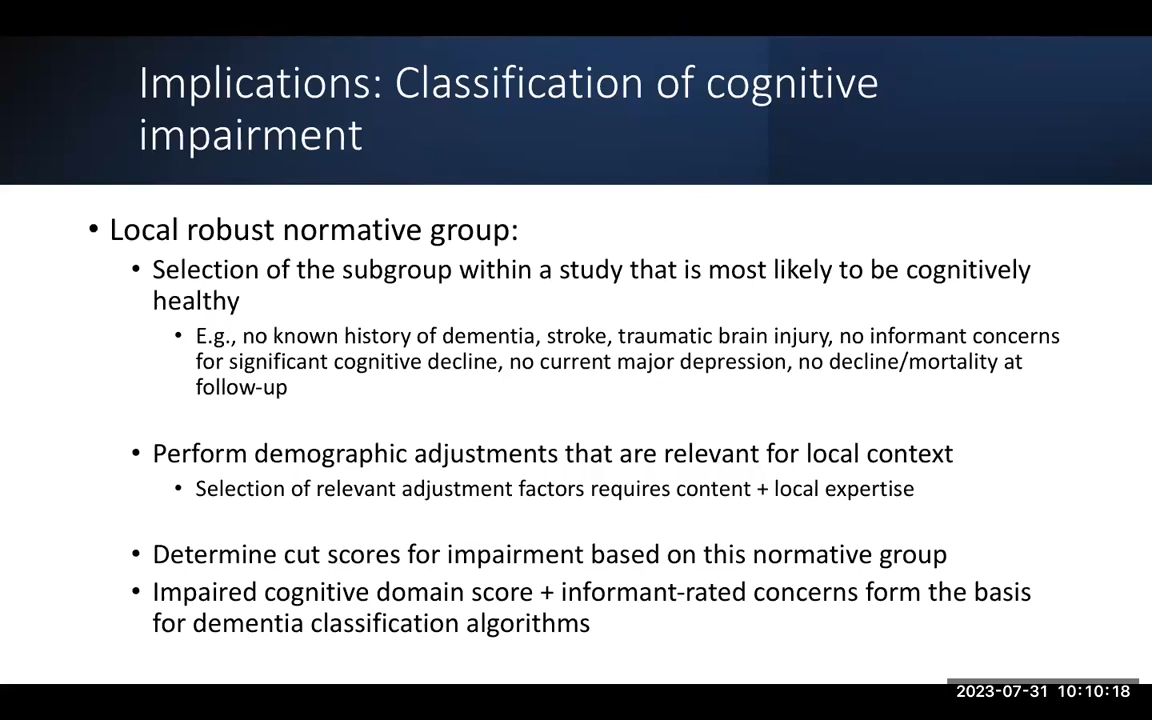 Implications: Classification of cognitive
impairment
• Local robust normative group:
• Selection of the subgroup within a study that is most likely to be cognitively
healthy
• E.g., no known history of dementia, stroke, traumatic brain injury, no informant concerns
for significant cognitive decline, no current major depression, no decline/mortality at
follow-up
• Perform demographic adjustments that are relevant for local context
• Selection of relevant adjustment factors requires content + local expertise
• Determine cut scores for impairment based on this normative group
• Impaired cognitive domain score + informant-rated concerns form the basis
for dementia classification algorithms
2023-07-31 10:10:18